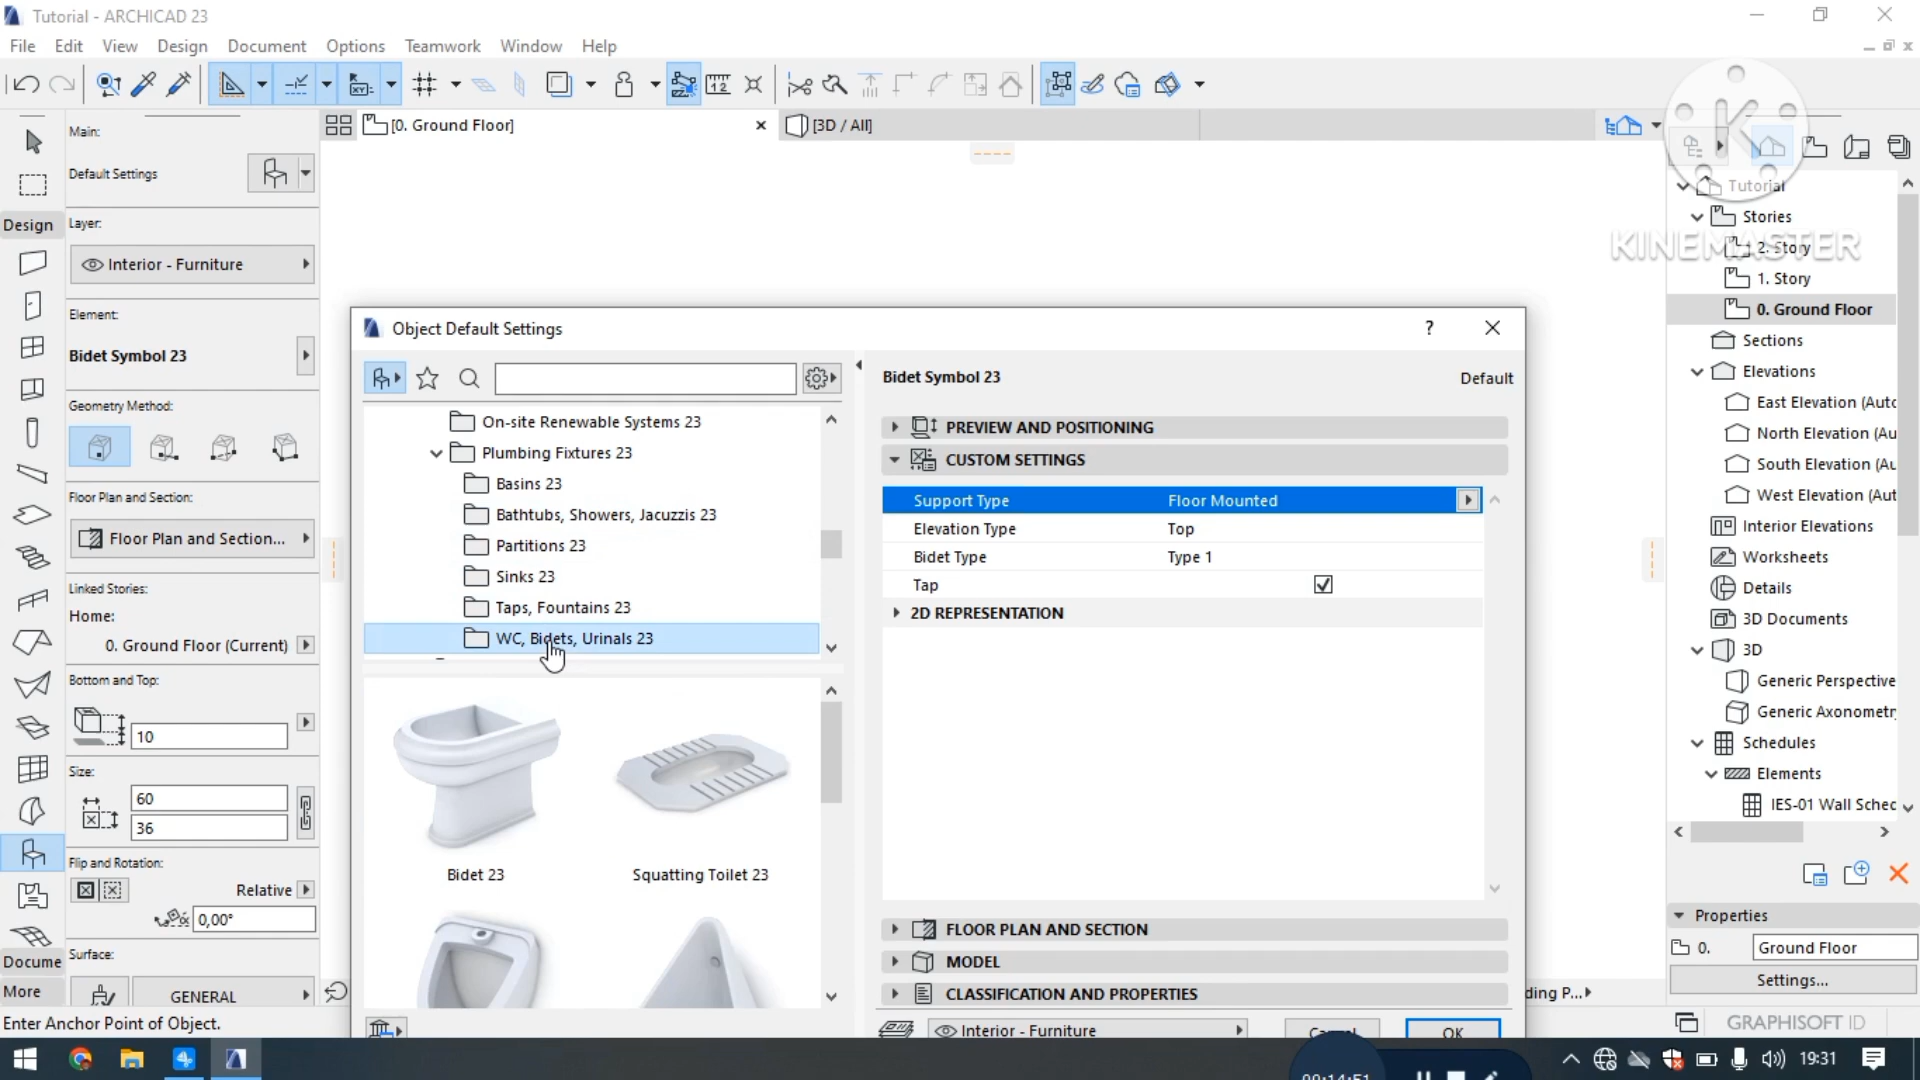 Tutorial - ARCHICAD 23
File Edit View Design Document Options Teamwork Window Help
Main:
Default Settings
[0. Ground Floor]
[3D / All]
Design
Layer:
Interior - Furniture
Element:
Bidet Symbol 23
Geometry Method:
Floor Plan and Section:
Floor Plan and Section...
Linked Stories:
Home:
0. Ground Floor (Current)
Bottom and Top:
10
Size:
60
36
Flip and Rotation:
Relative
0,00°
Surface:
Docume
More
GENERAL
Enter Anchor Point of Object.
Object Default Settings
?
On-site Renewable Systems 23
Plumbing Fixtures 23
Basins 23
Bathtubs, Showers, Jacuzzis 23
Partitions 23
Sinks 23
Taps, Fountains 23
WC, Bidets, Urinals 23
Bidet 23
Squatting Toilet 23
Bidet Symbol 23
Default
PREVIEW AND POSITIONING
CUSTOM SETTINGS
Support Type Floor Mounted
Elevation Type Top
Bidet Type Type 1
Tap
2D REPRESENTATION
FLOOR PLAN AND SECTION
MODEL
CLASSIFICATION AND PROPERTIES
Interior - Furniture
Cancel
OK
K
KINEMASTER
Tutorial
Stories
2. Story
1. Story
0. Ground Floor
Sections
Elevations
East Elevation (Autc
North Elevation (Au
South Elevation (Au
West Elevation (Aut
Interior Elevations
Worksheets
Details
3D Documents
3D
Generic Perspective
Generic Axonometr
Schedules
Elements
IES-01 Wall Sched
Properties
0. Ground Floor
Settings...
ding P...
GRAPHISOFT ID
00:14:51
19:31